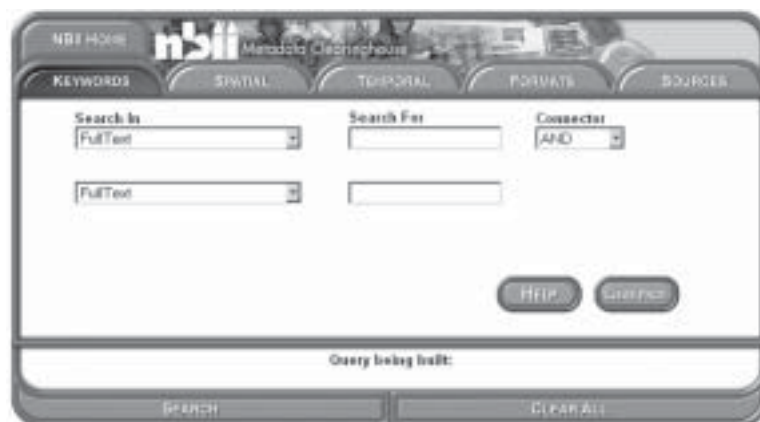 NBII HOME
nbii Metadata Clearinghouse
KEYWORDS SPATIAL TEMPORAL FORMATS SOURCES
Search In Search For Connector
FullText AND
FullText
HELP
Query being built:
SEARCH CLEAR ALL